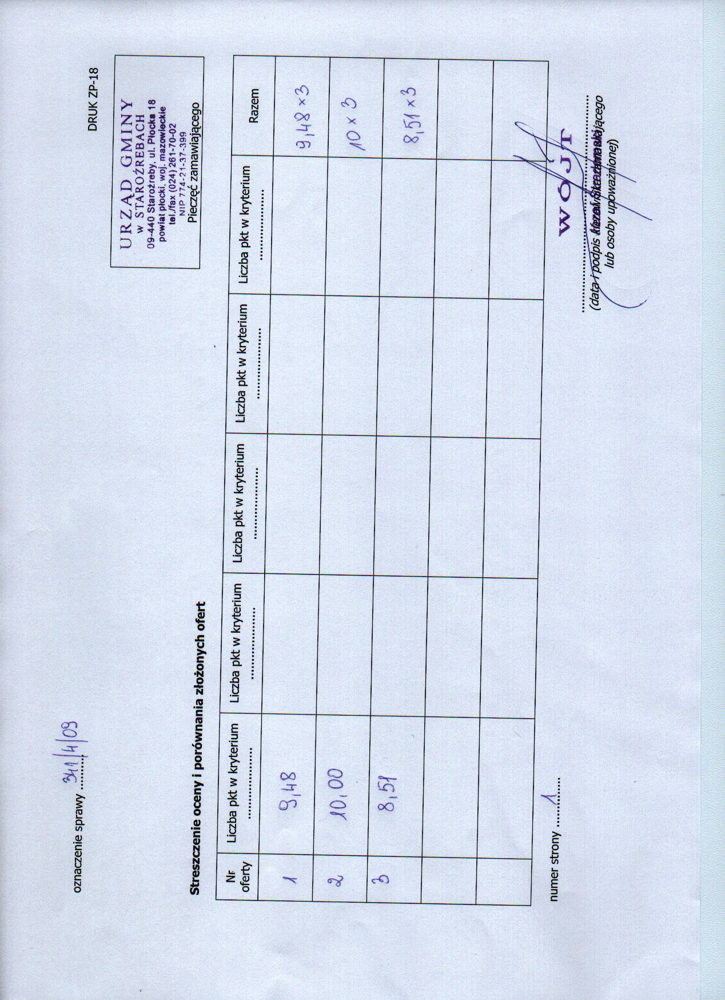 DRUK ZP-18
oznaczenie sprawy ........... 341/4/09
URZĄD GMINY
w STAROŹREBACH
09-440 Staroźreby, ul. Płocka 18
powiat płocki, woj. mazowieckie
tel./fax (024) 261-70-02
NIP 774-21-37-399
Pieczęć zamawiającego
Streszczenie oceny i porównania złożonych ofert
Nr oferty | Liczba pkt w kryterium .................... | Liczba pkt w kryterium .................... | Liczba pkt w kryterium .................... | Liczba pkt w kryterium .................... | Liczba pkt w kryterium .................... | Razem
1 | 9,48 | | | | | 9,48 x 3
2 | 10,00 | | | | | 10 x 3
3 | 8,51 | | | | | 8,51 x 3
WÓJT
(data i podpis kierownika zamawiającego
lub osoby upoważnionej)
numer strony ......1......